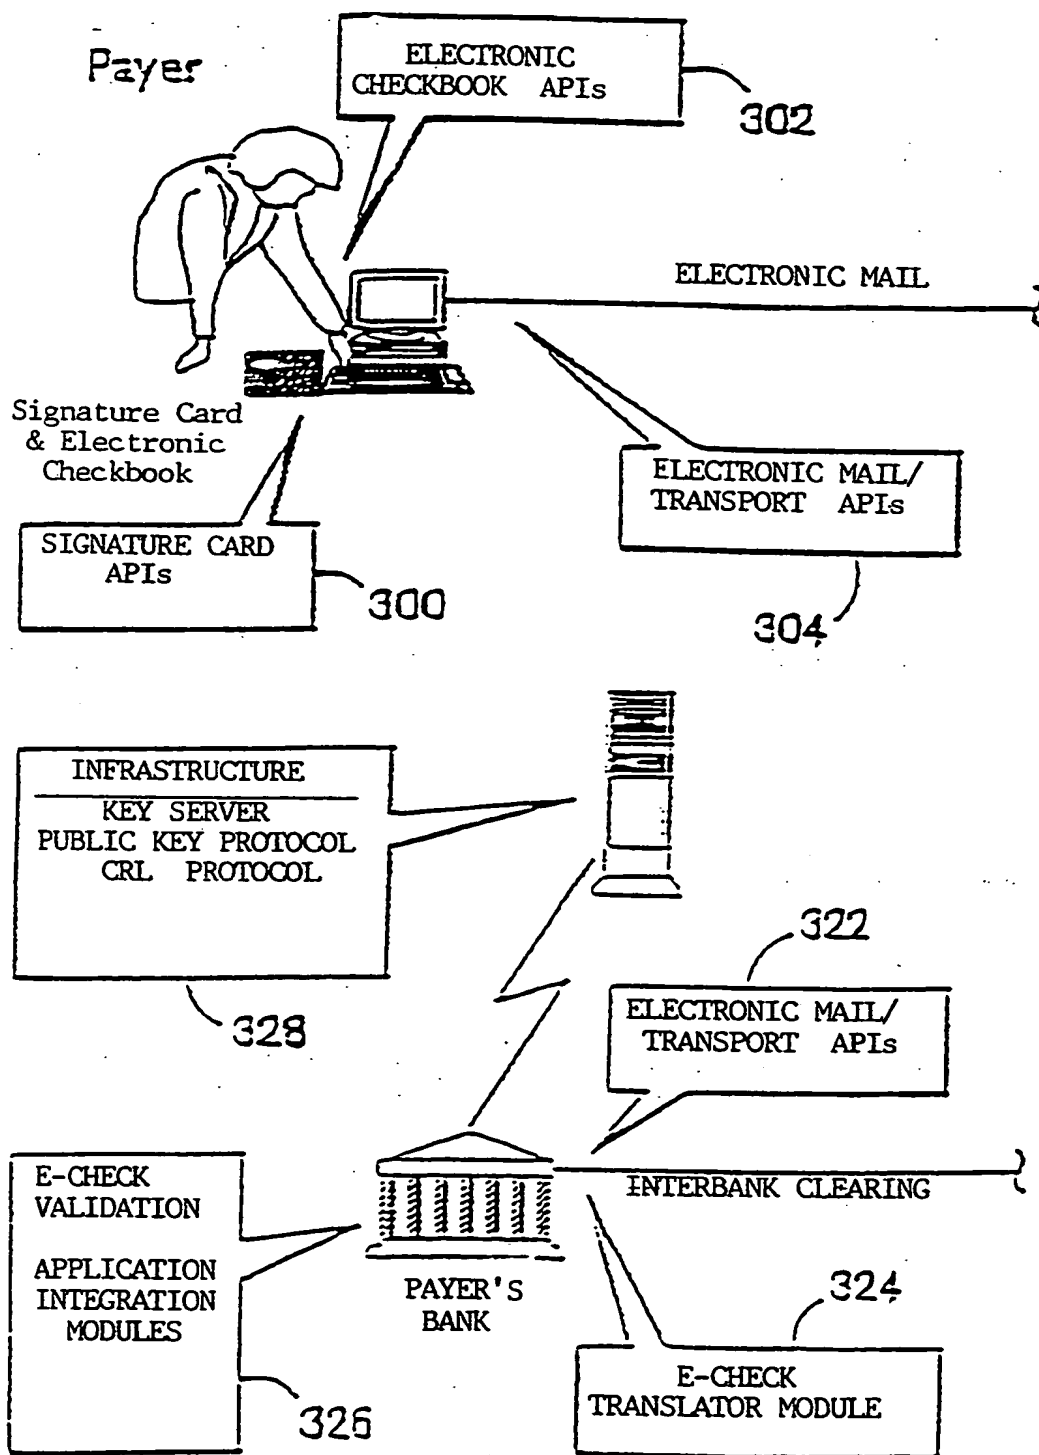 Payer
ELECTRONIC
CHECKBOOK APIs
302
ELECTRONIC MAIL
Signature Card
& Electronic
Checkbook
ELECTRONIC MAIL/
TRANSPORT APIs
304
SIGNATURE CARD
APIs
300
INFRASTRUCTURE
KEY SERVER
PUBLIC KEY PROTOCOL
CRL PROTOCOL
328
322
ELECTRONIC MAIL/
TRANSPORT APIs
E-CHECK
VALIDATION
APPLICATION
INTEGRATION
MODULES
326
INTERBANK CLEARING
PAYER'S
BANK
324
E-CHECK
TRANSLATOR MODULE